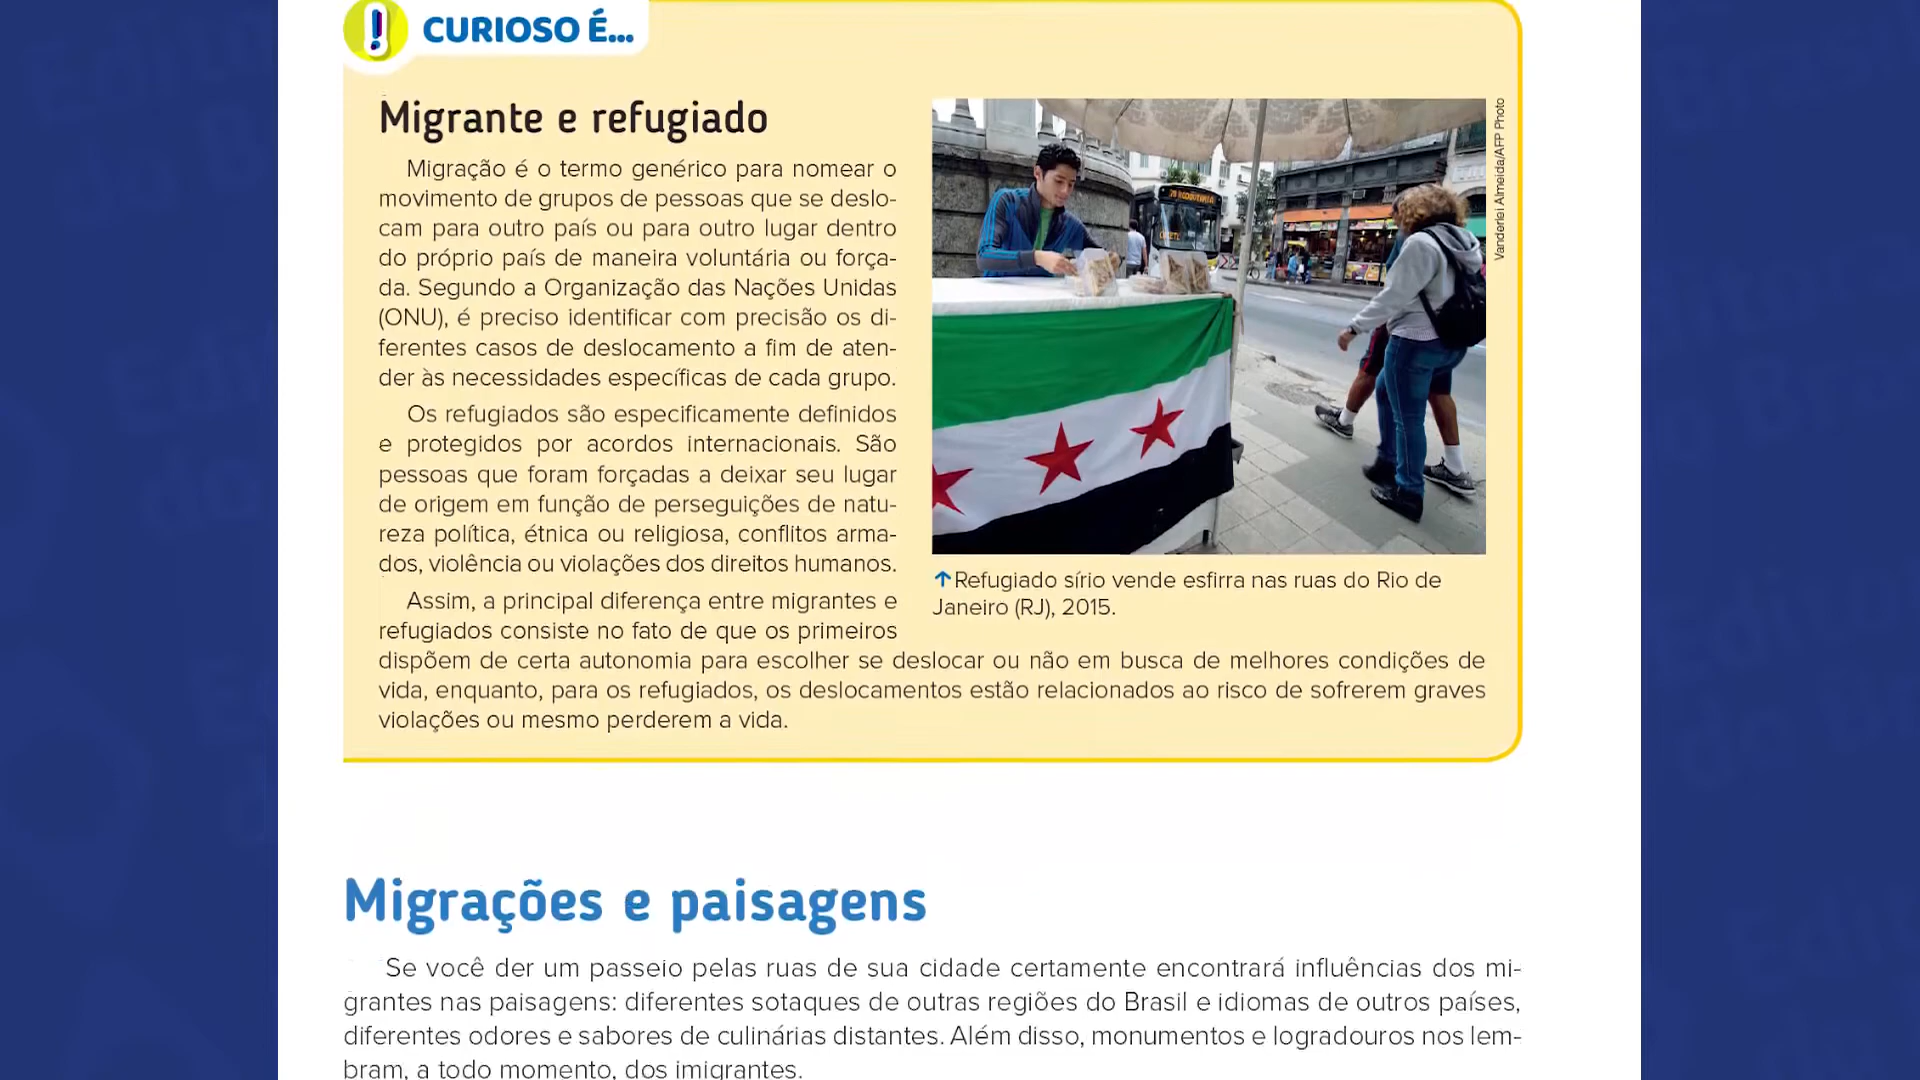 CURIOSO É...
Migrante e refugiado
Migração é o termo genérico para nomear o
movimento de grupos de pessoas que se deslo-
cam para outro país ou para outro lugar dentro
do próprio país de maneira voluntária ou força-
da. Segundo a Organização das Nações Unidas
(ONU), é preciso identificar com precisão os di-
ferentes casos de deslocamento a fim de aten-
der às necessidades específicas de cada grupo.
Os refugiados são especificamente definidos
e protegidos por acordos internacionais. São
pessoas que foram forçadas a deixar seu lugar
de origem em função de perseguições de natu-
reza política, étnica ou religiosa, conflitos arma-
dos, violência ou violações dos direitos humanos.
Assim, a principal diferença entre migrantes e
refugiados consiste no fato de que os primeiros
dispõem de certa autonomia para escolher se deslocar ou não em busca de melhores condições de
vida, enquanto, para os refugiados, os deslocamentos estão relacionados ao risco de sofrerem graves
violações ou mesmo perderem a vida.
Vanderlei Almeida/AFP Photo
↑Refugiado sírio vende esfirra nas ruas do Rio de
Janeiro (RJ), 2015.
Migrações e paisagens
Se você der um passeio pelas ruas de sua cidade certamente encontrará influências dos mi-
grantes nas paisagens: diferentes sotaques de outras regiões do Brasil e idiomas de outros países,
diferentes odores e sabores de culinárias distantes. Além disso, monumentos e logradouros nos lem-
bram, a todo momento, dos imigrantes.